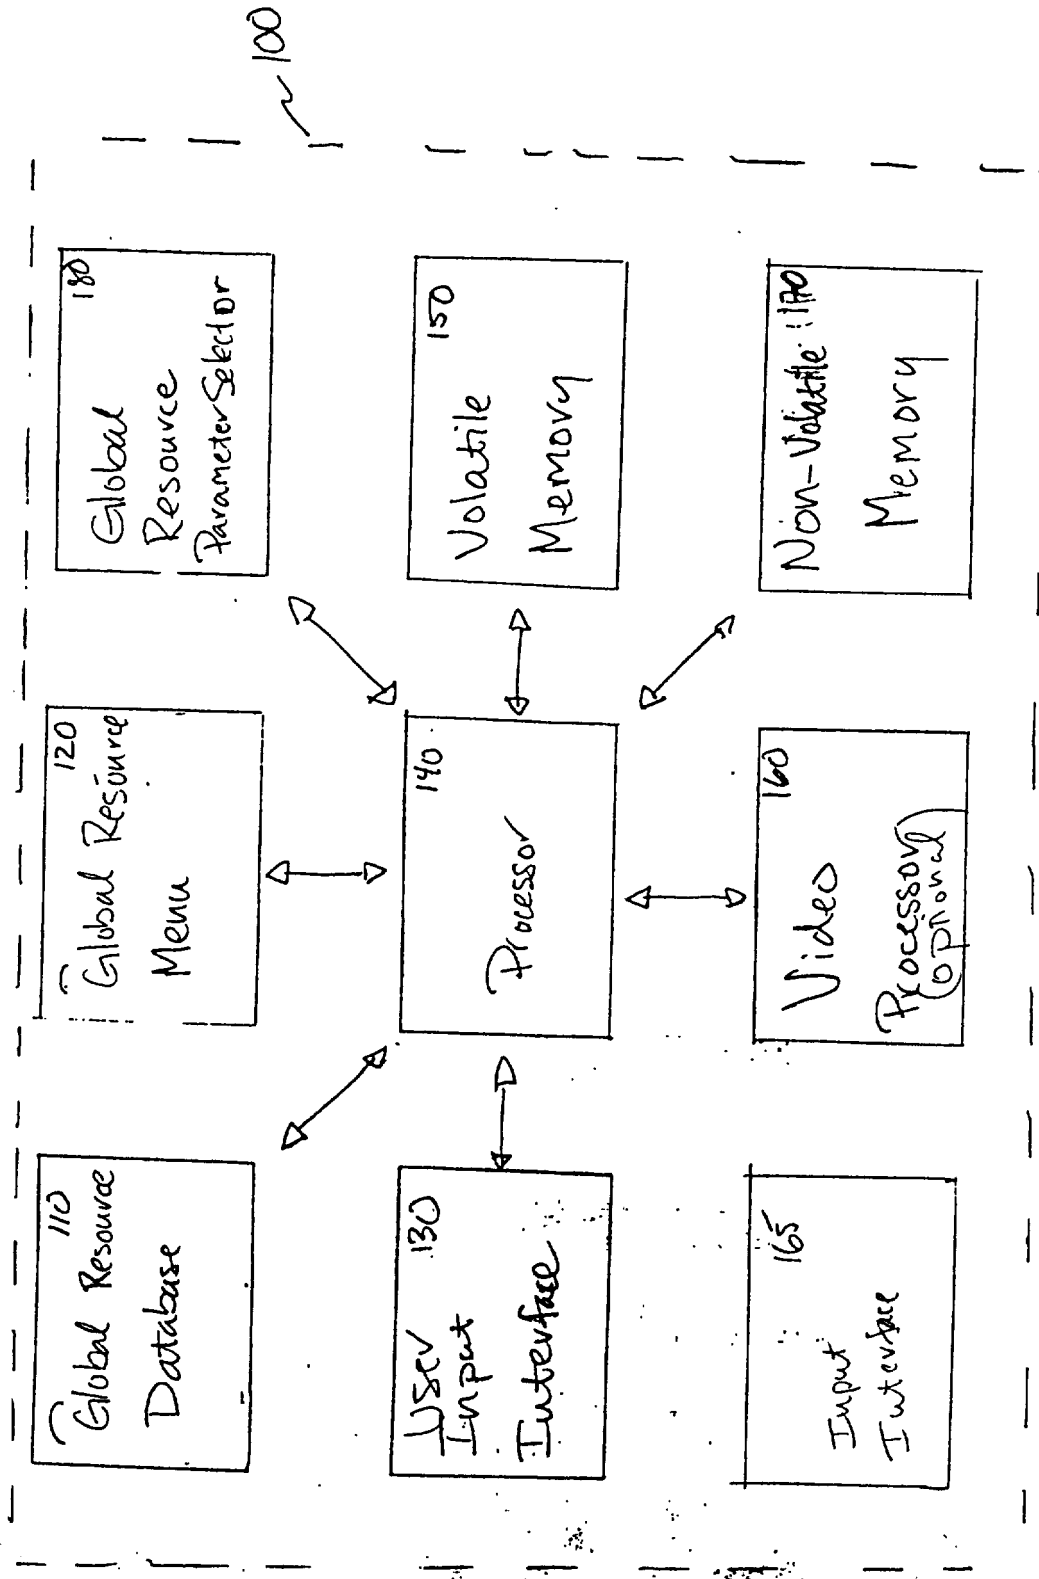 110
Global Resource
Database
120
Global Resource
Menu
180
Global
Resource
Parameter Selector
130
User
Input
Interface
140
Processor
150
Volatile
Memory
165
Input
Interface
160
Video
Processor
(optional)
Non-Volatile 170
Memory
100